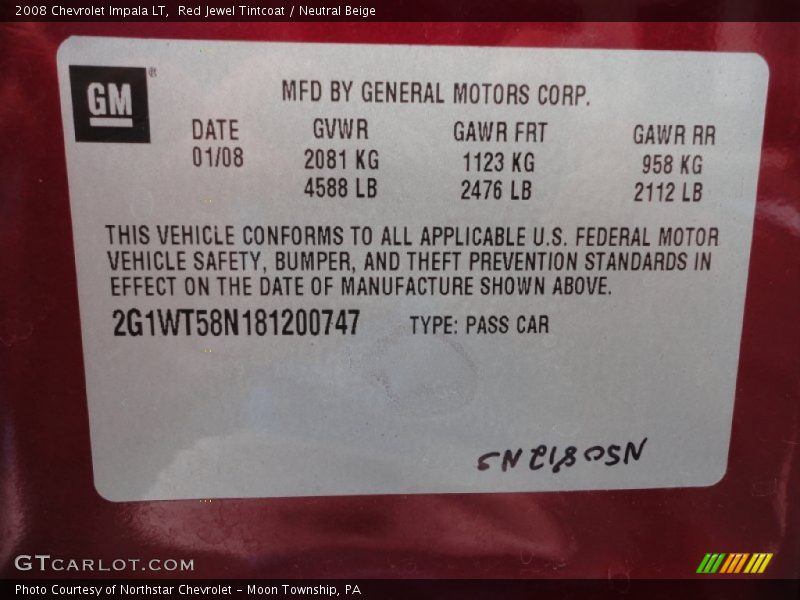 2008 Chevrolet Impala LT,  Red Jewel Tintcoat / Neutral Beige
GM ®
MFD BY GENERAL MOTORS CORP.
DATE GVWR GAWR FRT GAWR RR
01/08 2081 KG 1123 KG 958 KG
4588 LB 2476 LB 2112 LB
THIS VEHICLE CONFORMS TO ALL APPLICABLE U.S. FEDERAL MOTOR
VEHICLE SAFETY, BUMPER, AND THEFT PREVENTION STANDARDS IN
EFFECT ON THE DATE OF MANUFACTURE SHOWN ABOVE.
2G1WT58N181200747 TYPE: PASS CAR
GTCARLOT.COM
Photo Courtesy of Northstar Chevrolet - Moon Township, PA